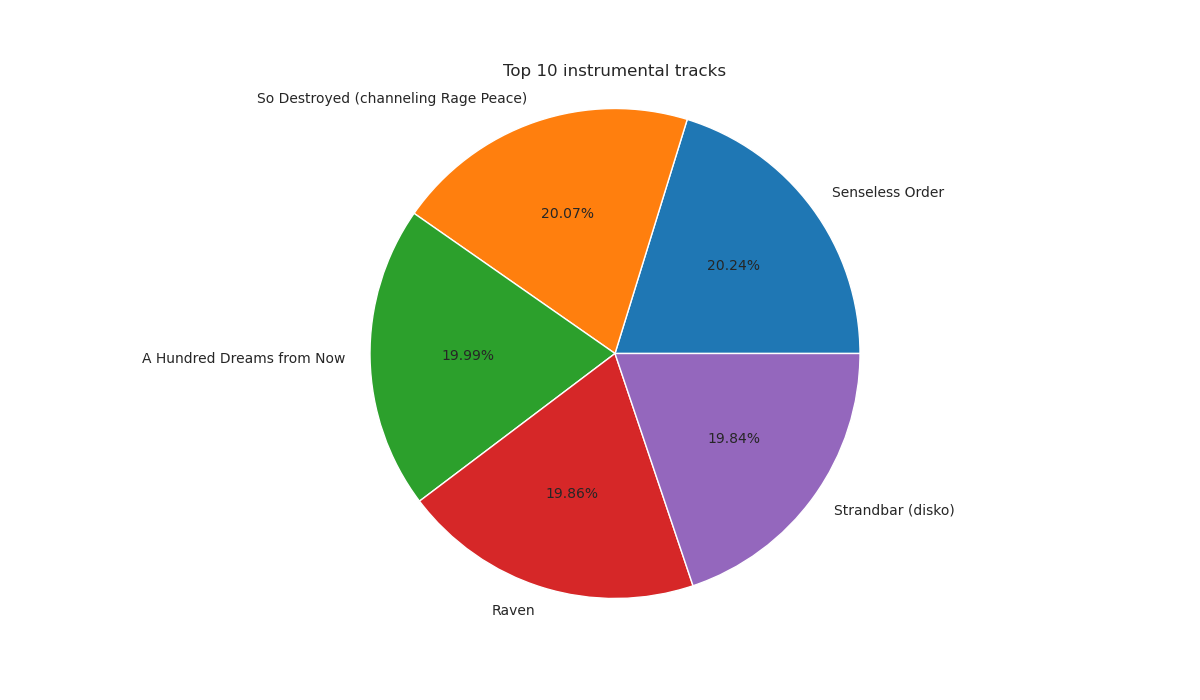 Top 10 instrumental tracks
So Destroyed (channeling Rage Peace)
Senseless Order
20.07%
20.24%
A Hundred Dreams from Now
19.99%
19.84%
19.86%
Strandbar (disko)
Raven